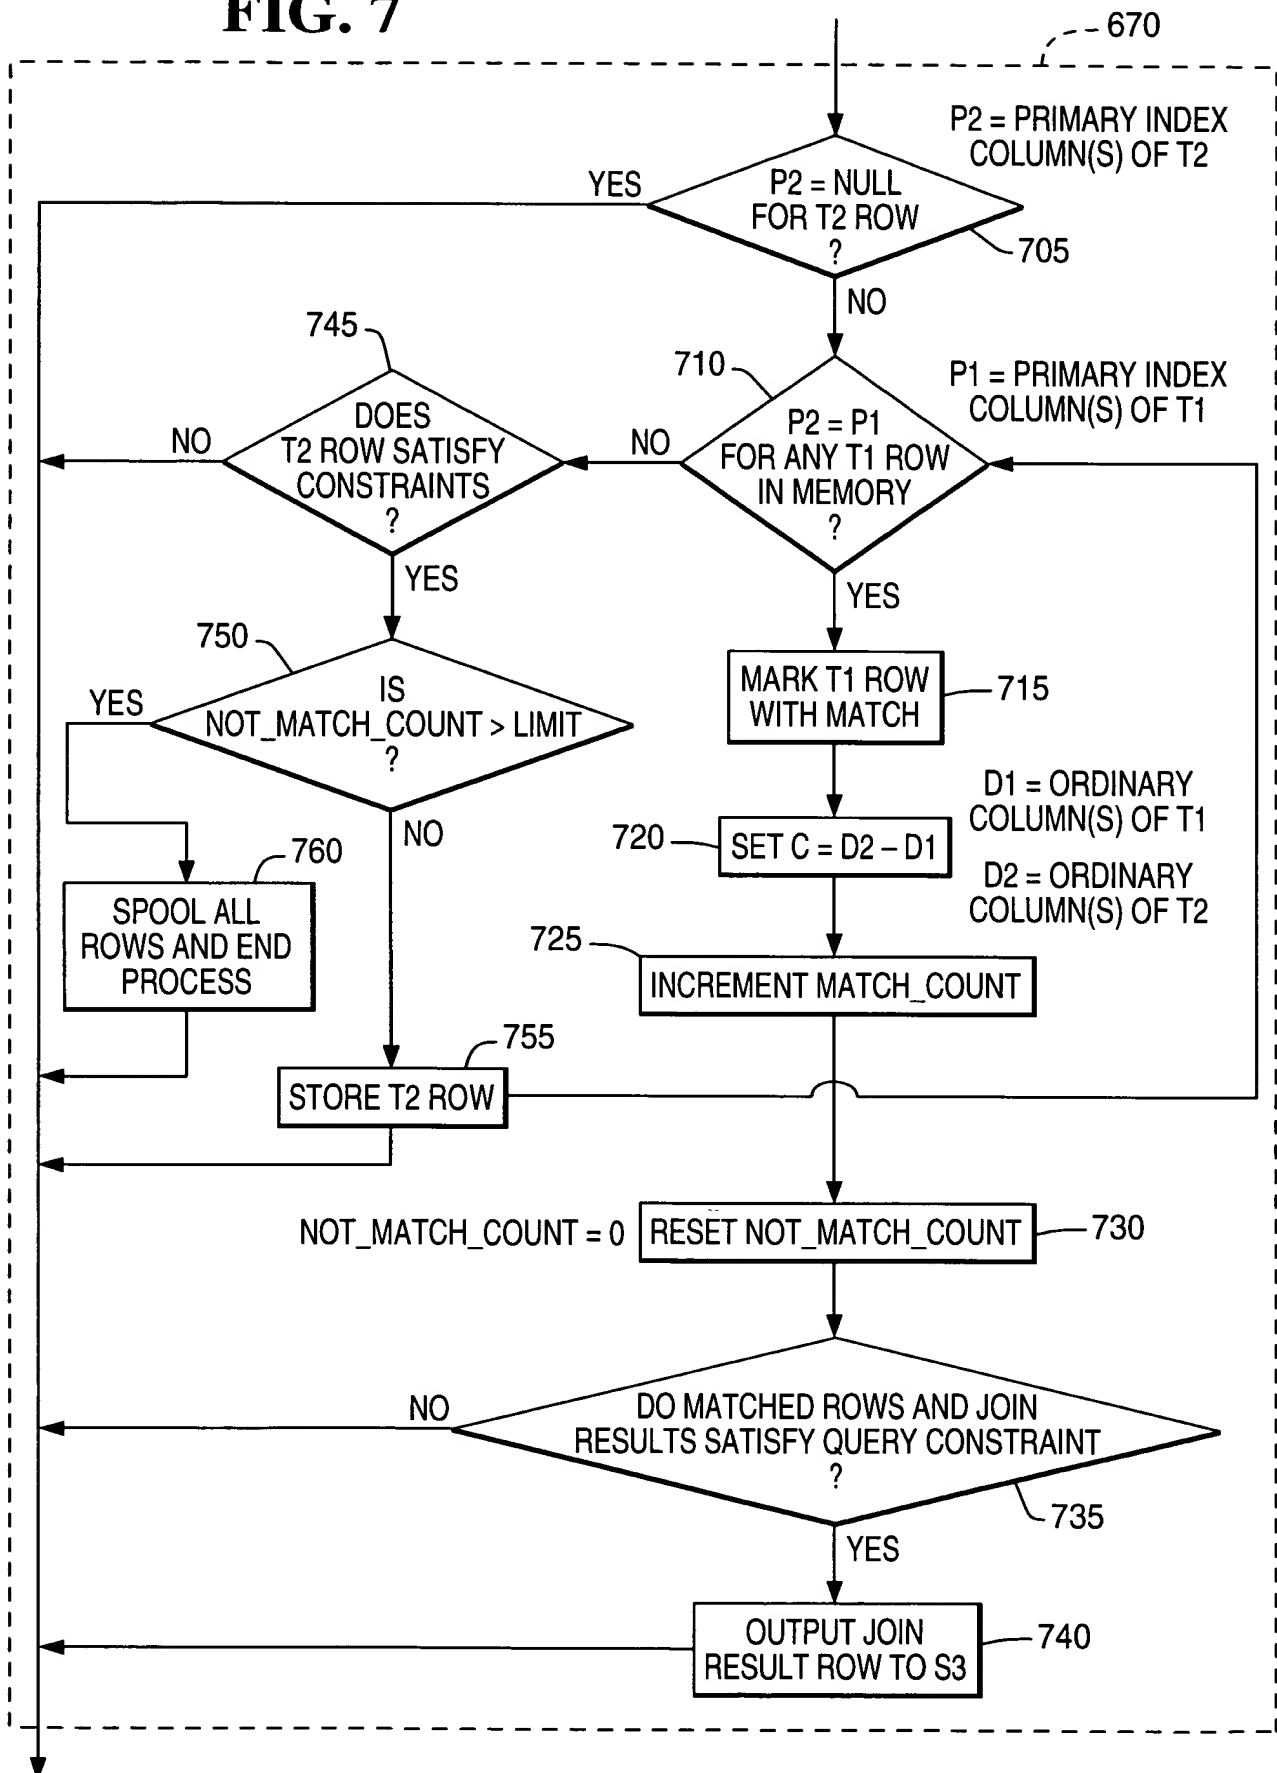 FIG. 7
670
P2 = PRIMARY INDEX
COLUMN(S) OF T2
YES
P2 = NULL
FOR T2 ROW
?
705
NO
745
710
P1 = PRIMARY INDEX
COLUMN(S) OF T1
DOES
T2 ROW SATISFY
CONSTRAINTS
?
NO
NO
P2 = P1
FOR ANY T1 ROW
IN MEMORY
?
YES
YES
750
IS
NOT_MATCH_COUNT > LIMIT
?
YES
NO
MARK T1 ROW
WITH MATCH
715
D1 = ORDINARY
COLUMN(S) OF T1
720
SET C = D2 – D1
D2 = ORDINARY
COLUMN(S) OF T2
760
SPOOL ALL
ROWS AND END
PROCESS
725
INCREMENT MATCH_COUNT
755
STORE T2 ROW
NOT_MATCH_COUNT = 0
RESET NOT_MATCH_COUNT
730
NO
DO MATCHED ROWS AND JOIN
RESULTS SATISFY QUERY CONSTRAINT
?
735
YES
OUTPUT JOIN
RESULT ROW TO S3
740